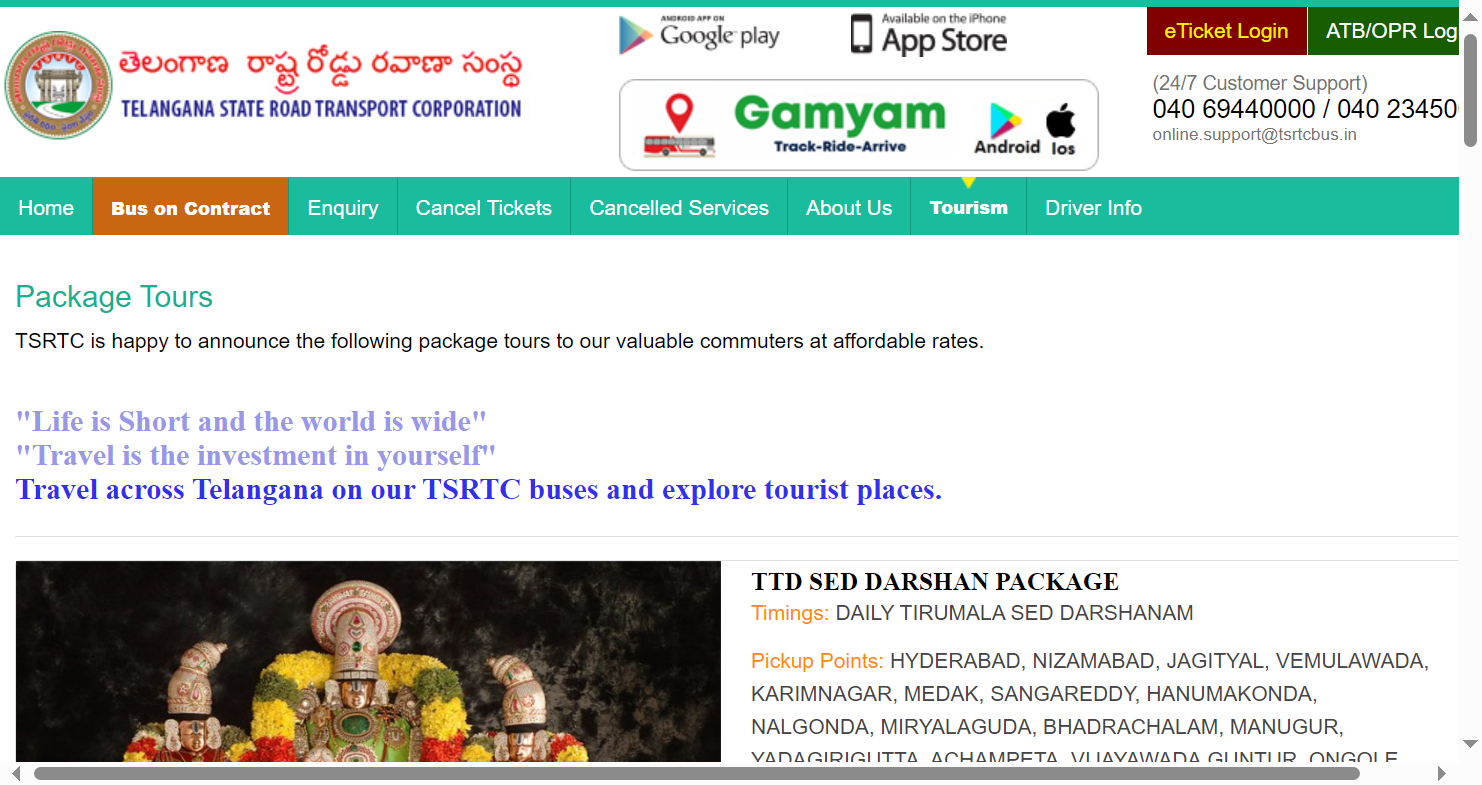 తెలంగాణ రాష్ట్ర రోడ్డు రవాణా సంస్థ
TELANGANA STATE ROAD TRANSPORT CORPORATION
ANDROID APP ON
Google play
Available on the iPhone
App Store
Gamyam
Track-Ride-Arrive
Android Ios
eTicket Login ATB/OPR Log
(24/7 Customer Support)
040 69440000 / 040 23450
online.support@tsrtcbus.in
Home Bus on Contract Enquiry Cancel Tickets Cancelled Services About Us Tourism Driver Info
Package Tours
TSRTC is happy to announce the following package tours to our valuable commuters at affordable rates.
"Life is Short and the world is wide"
"Travel is the investment in yourself"
Travel across Telangana on our TSRTC buses and explore tourist places.
TTD SED DARSHAN PACKAGE
Timings: DAILY TIRUMALA SED DARSHANAM
Pickup Points: HYDERABAD, NIZAMABAD, JAGITYAL, VEMULAWADA,
KARIMNAGAR, MEDAK, SANGAREDDY, HANUMAKONDA,
NALGONDA, MIRYALAGUDA, BHADRACHALAM, MANUGUR,
YADAGIRIGUTTA, ACHAMPETA, VIJAYAWADA,GUNTUR, ONGOLE,